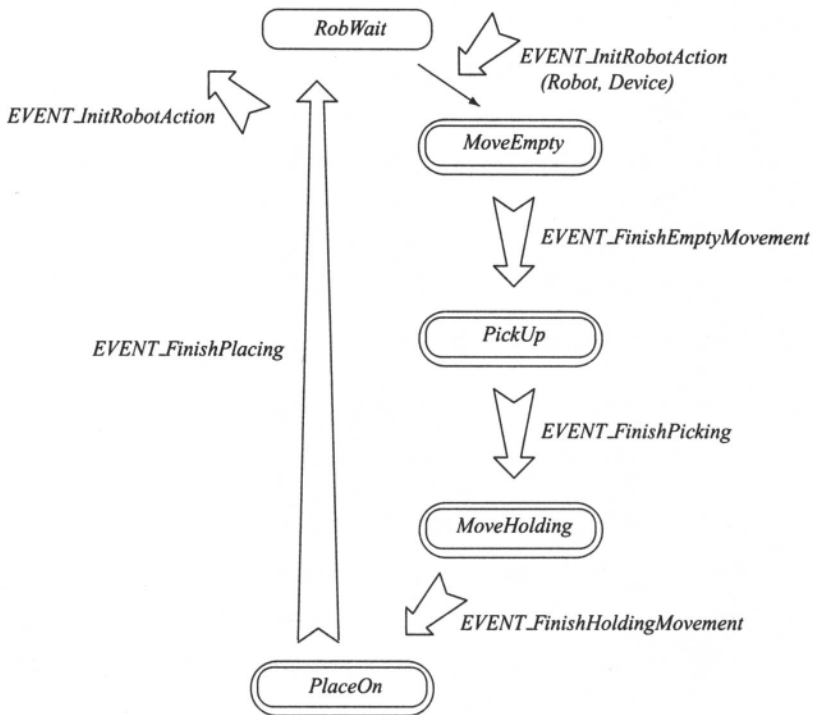 RobWait
EVENT_InitRobotAction
(Robot, Device)
EVENT_InitRobotAction
MoveEmpty
EVENT_FinishEmptyMovement
PickUp
EVENT_FinishPlacing
EVENT_FinishPicking
MoveHolding
EVENT_FinishHoldingMovement
PlaceOn